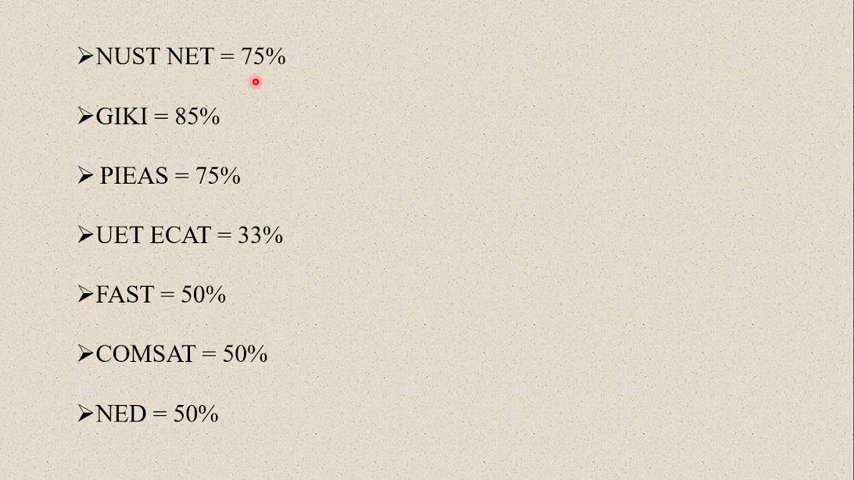 ➢NUST NET = 75%
➢GIKI = 85%
➢ PIEAS = 75%
➢UET ECAT = 33%
➢FAST = 50%
➢COMSAT = 50%
➢NED = 50%